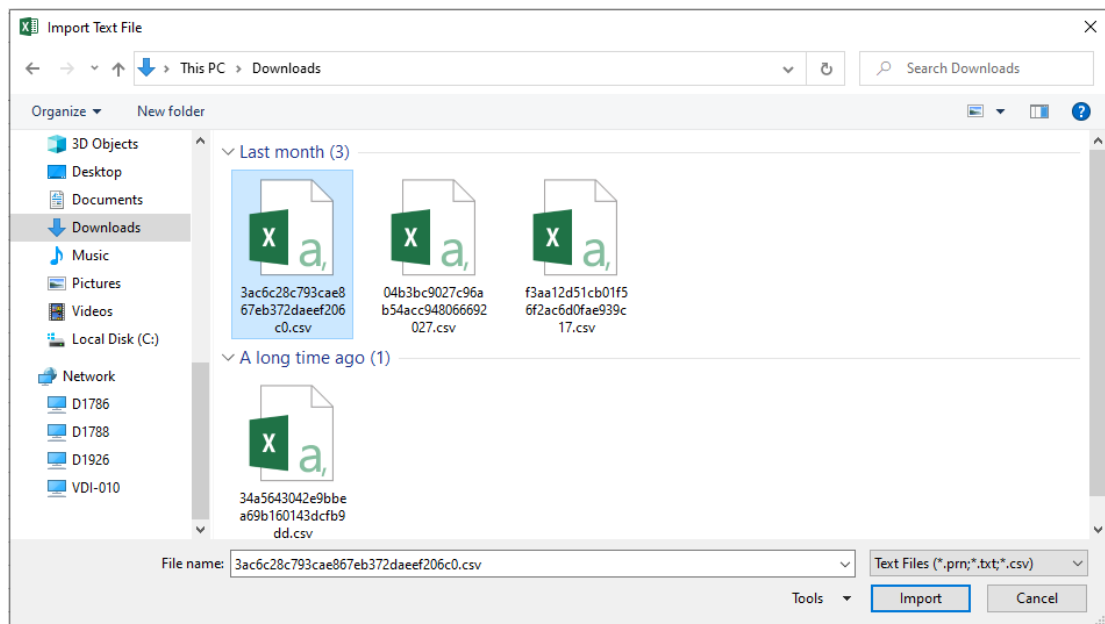 Import Text File
This PC > Downloads
Search Downloads
Organize
New folder
3D Objects
Desktop
Documents
Downloads
Music
Pictures
Videos
Local Disk (C:)
Network
D1786
D1788
D1926
VDI-010
Last month (3)
3ac6c28c793cae8
67eb372daeef206
c0.csv
04b3bc9027c96a
b54acc948066692
027.csv
f3aa12d51cb01f5
6f2ac6d0fae939c
17.csv
A long time ago (1)
34a5643042e9bbe
a69b160143dcfb9
dd.csv
File name:
3ac6c28c793cae867eb372daeef206c0.csv
Text Files (*.prn;*.txt;*.csv)
Tools
Import
Cancel